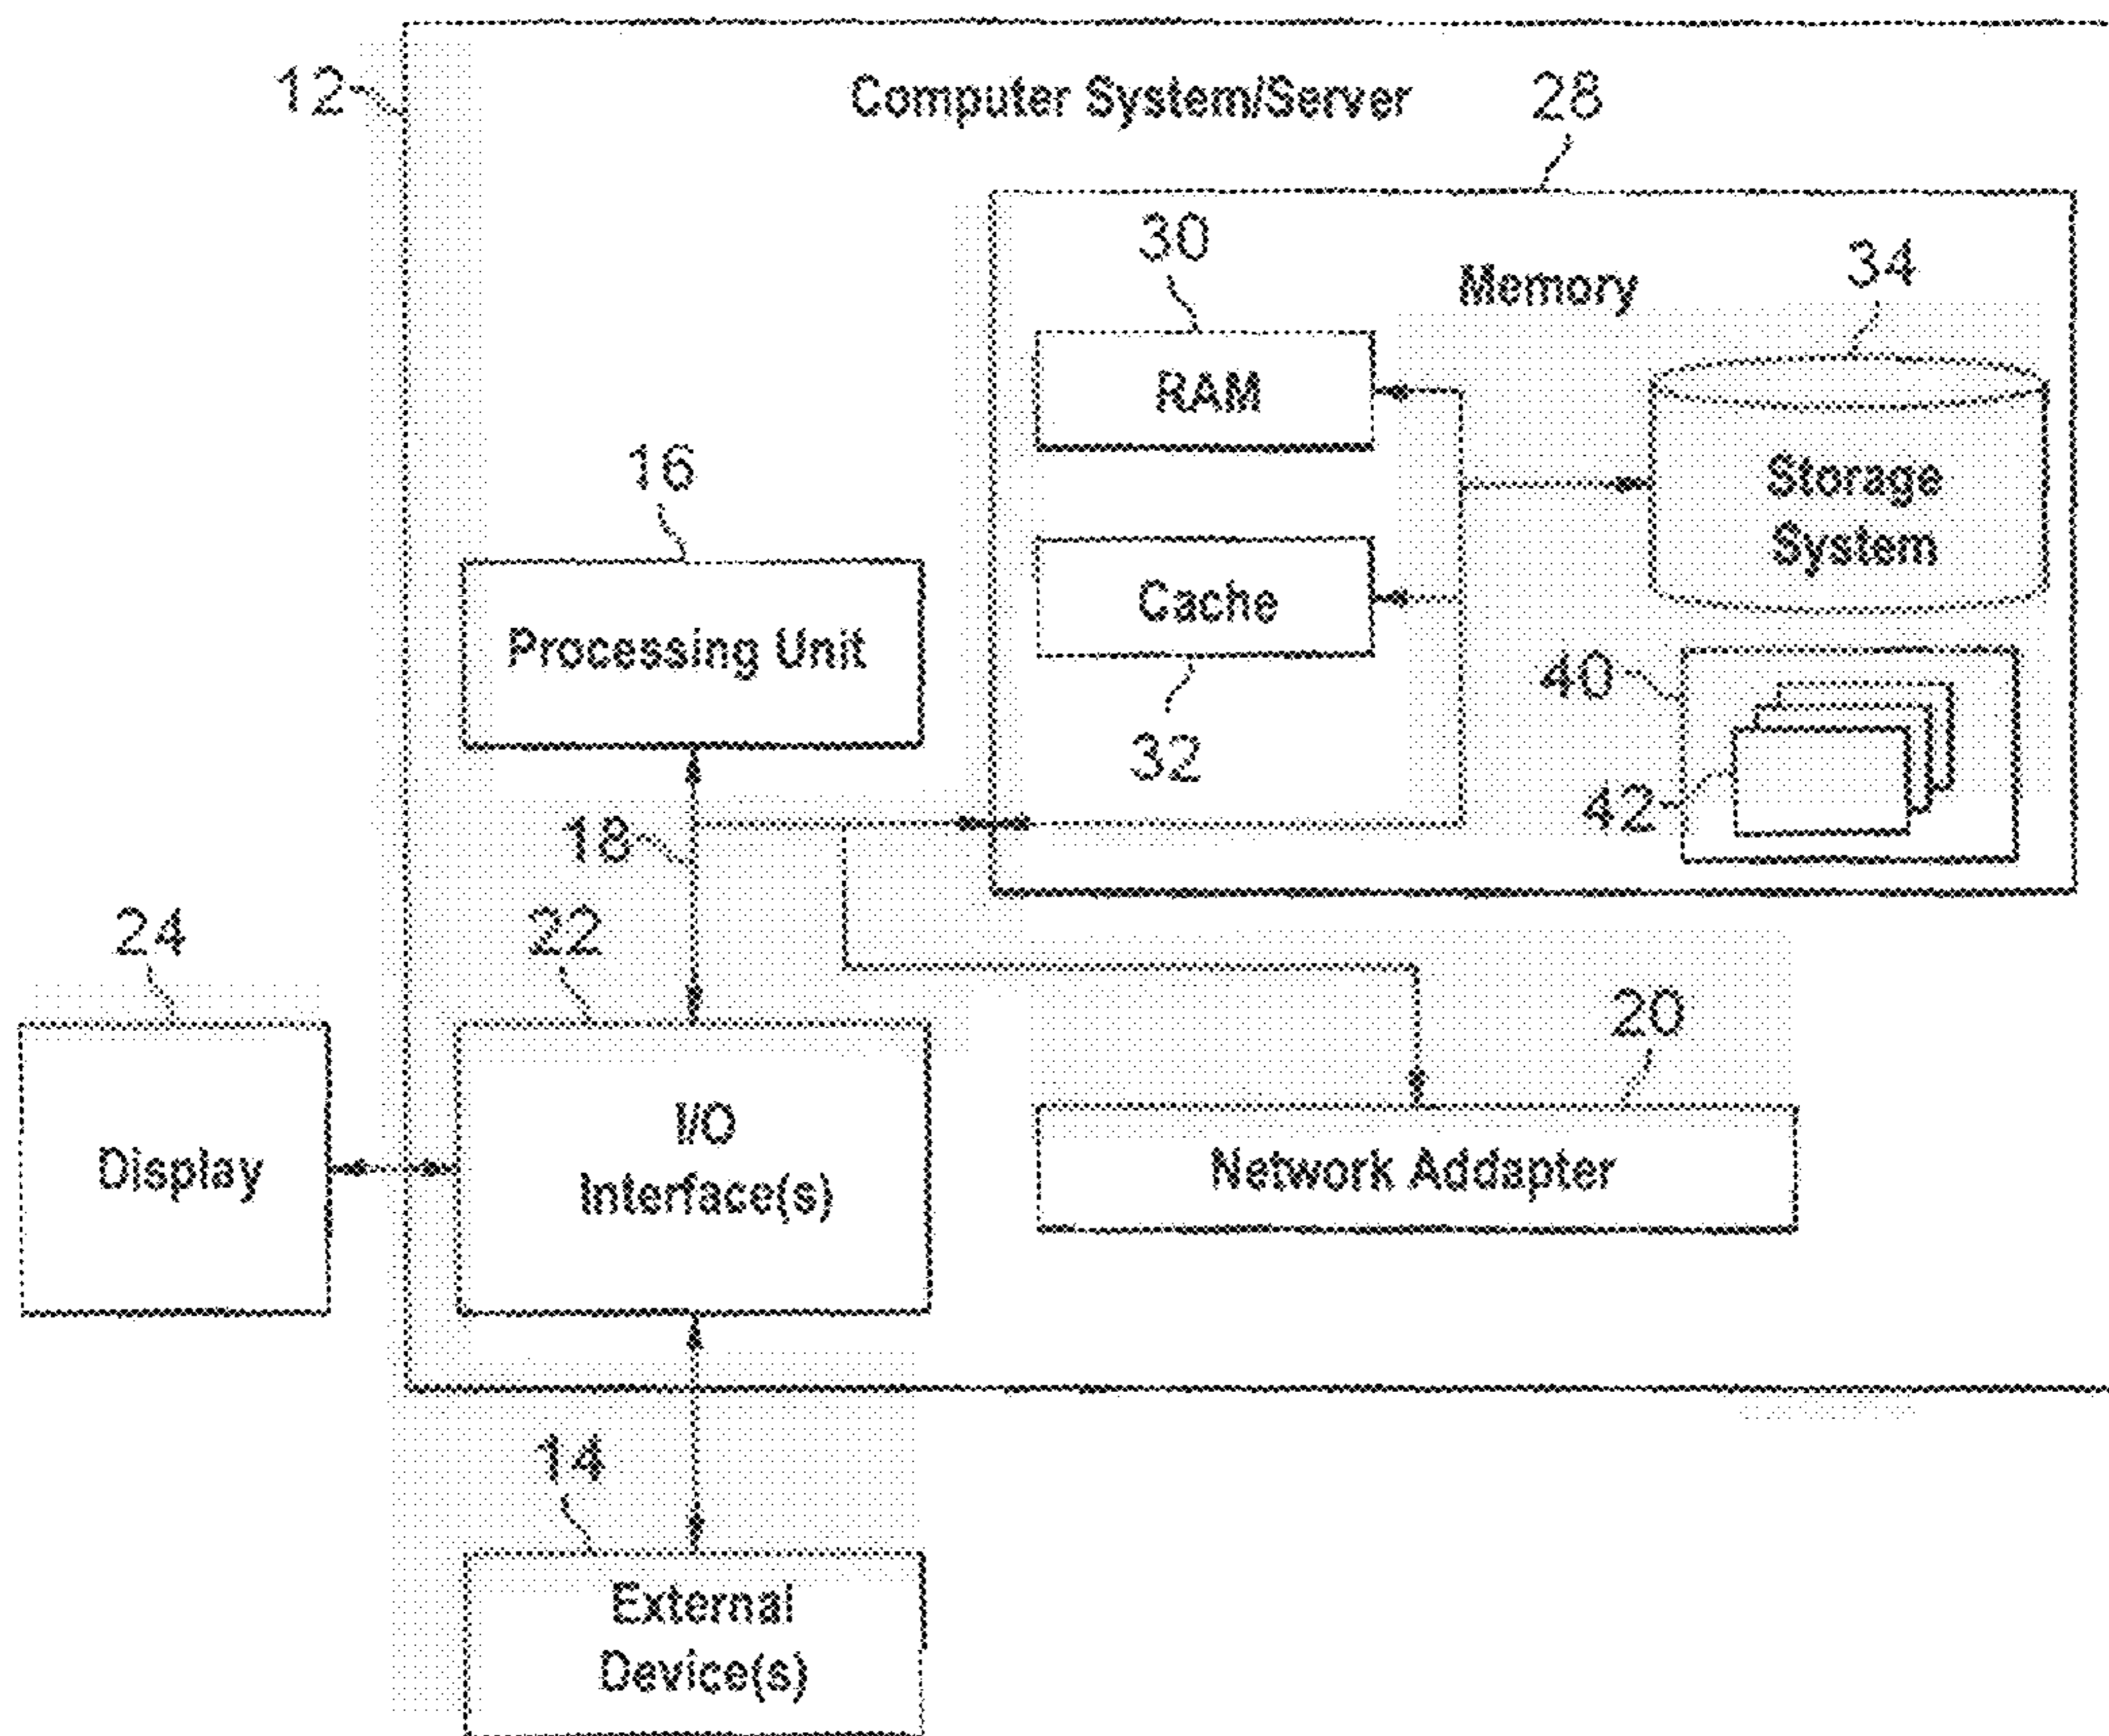 12
Computer System/Server
28
30
Memory
34
RAM
16
Storage
System
Cache
Processing Unit
40
32
42
18
24
22
20
I/O
Interface(s)
Display
Network Addapter
14
External
Device(s)